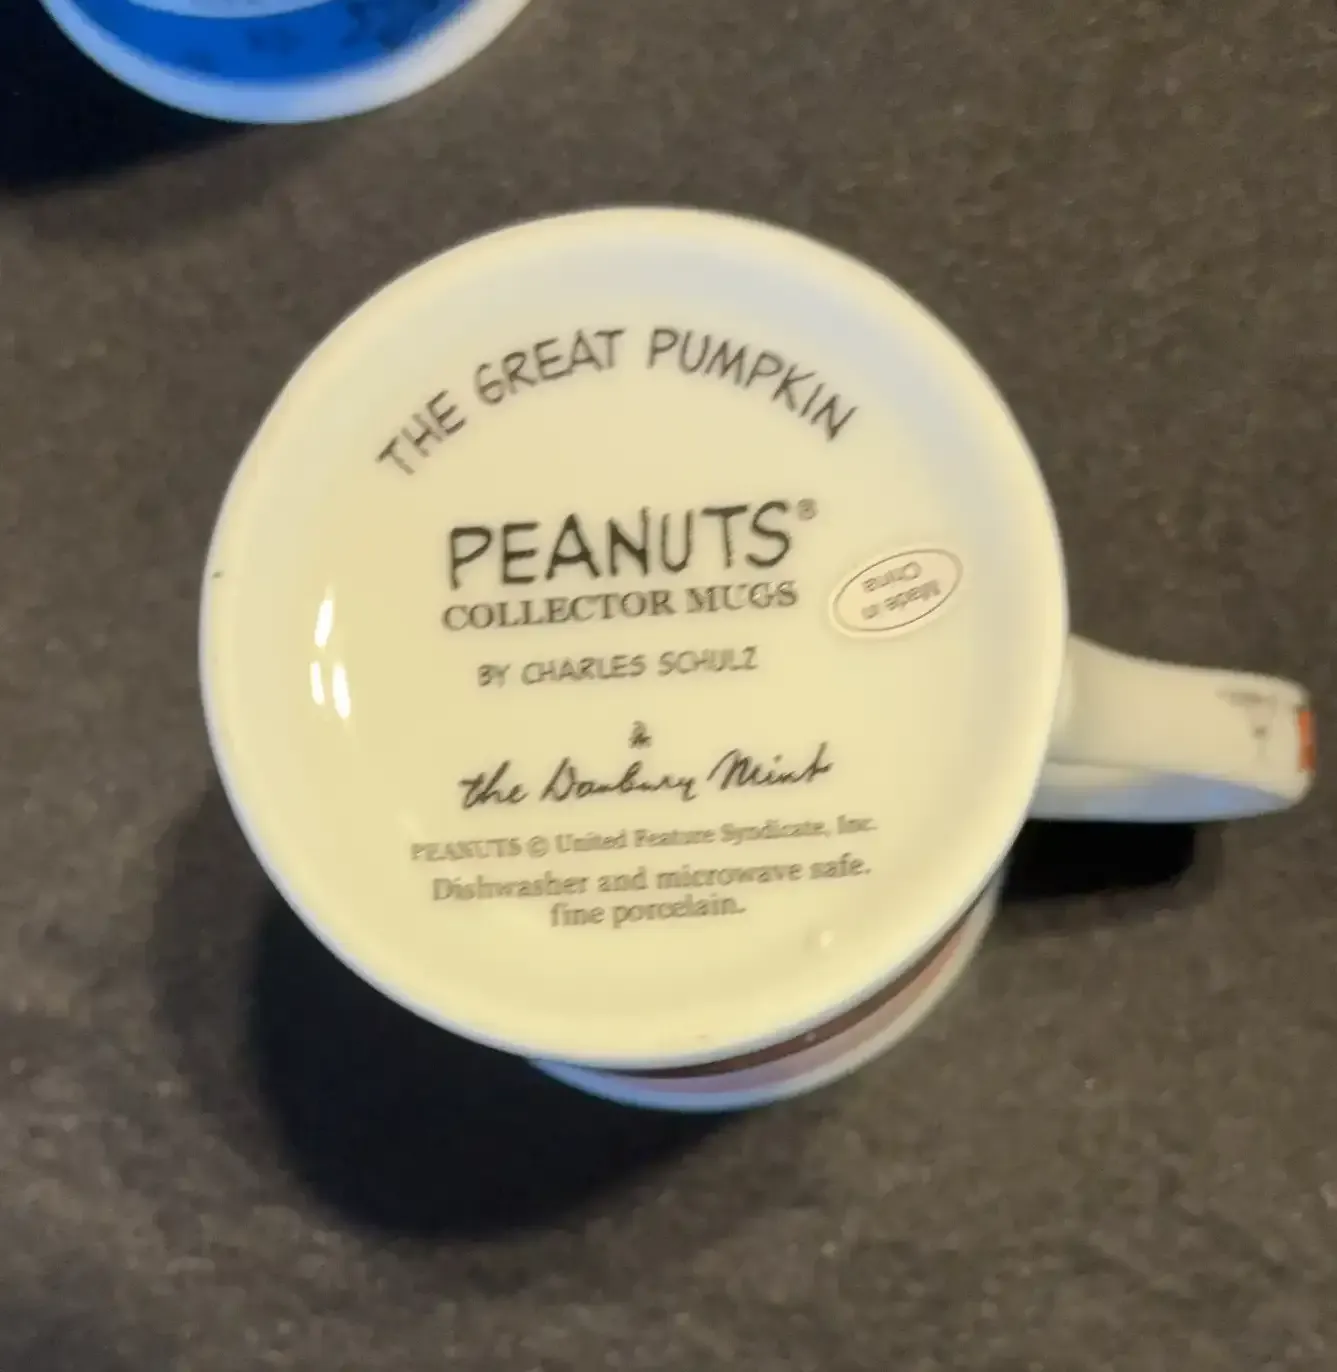 THE GREAT PUMPKIN
PEANUTS®
COLLECTOR MUGS
BY CHARLES SCHULZ
the Danbury Mint
PEANUTS © United Feature Syndicate, Inc.
Dishwasher and microwave safe.
fine porcelain.
Made in
China